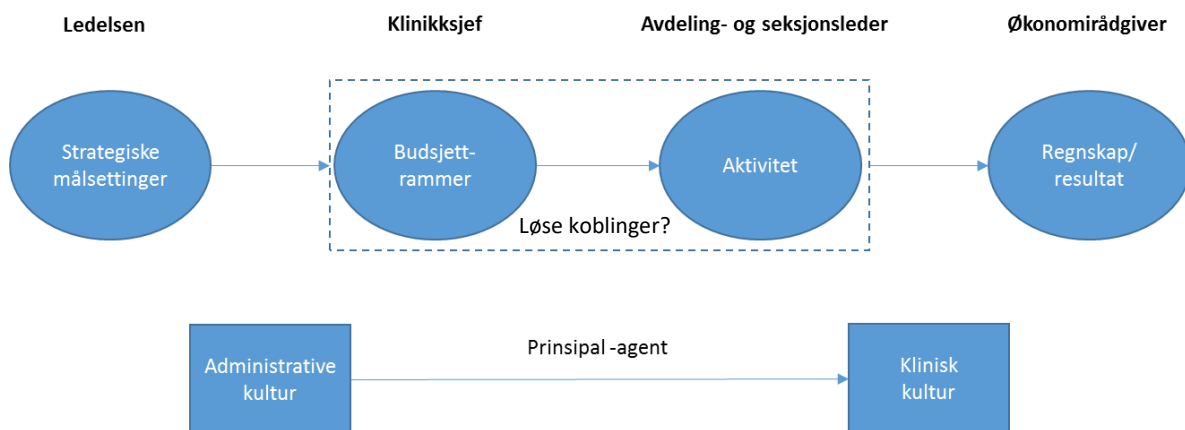 Ledelsen
Klinikksjef
Avdeling- og seksjonsleder
Økonomirådgiver
Strategiske
målsettinger
Budsjett-
rammer
Aktivitet
Regnskap/
resultat
Løse koblinger?
Administrative
kultur
Prinsipal -agent
Klinisk
kultur